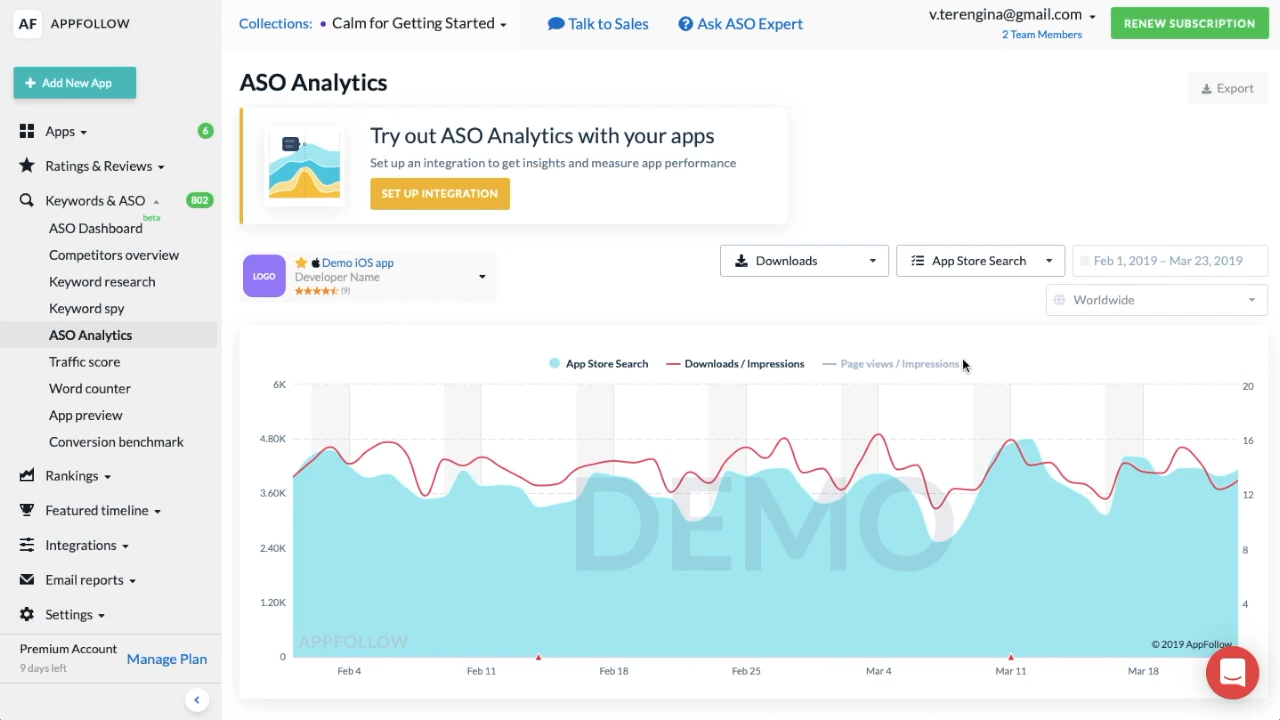 AF APPFOLLOW
Collections: • Calm for Getting Started
Talk to Sales
Ask ASO Expert
v.terengina@gmail.com
2 Team Members
RENEW SUBSCRIPTION
+ Add New App
Apps
6
Ratings & Reviews
Keywords & ASO
802
ASO Dashboard
beta
Competitors overview
Keyword research
Keyword spy
ASO Analytics
Traffic score
Word counter
App preview
Conversion benchmark
Rankings
Featured timeline
Integrations
Email reports
Settings
Premium Account
9 days left
Manage Plan
ASO Analytics
Export
Try out ASO Analytics with your apps
Set up an integration to get insights and measure app performance
SET UP INTEGRATION
LOGO
Demo iOS app
Developer Name
(9)
Downloads
App Store Search
Feb 1, 2019 – Mar 23, 2019
Worldwide
App Store Search
Downloads / Impressions
Page views / Impressions
6K
4.80K
3.60K
2.40K
1.20K
0
20
16
12
8
4
DEMO
APPFOLLOW
© 2019 AppFollow
Feb 4
Feb 11
Feb 18
Feb 25
Mar 4
Mar 11
Mar 18